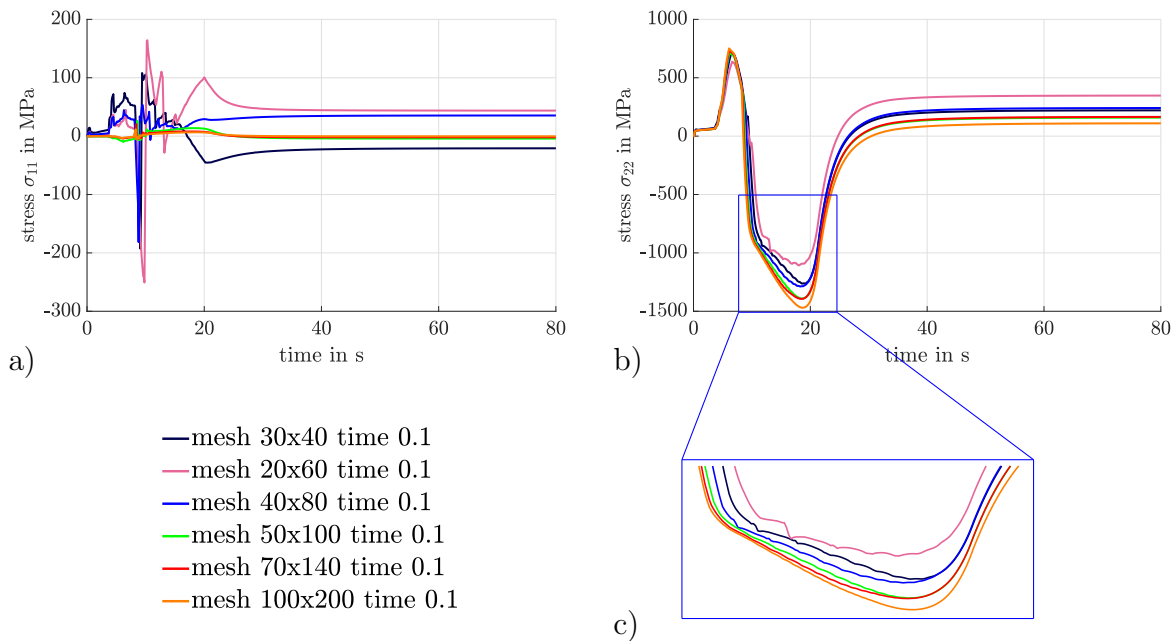 200
100
0
-100
-200
-300
stress σ11 in MPa
0 20 40 60 80
time in s
a)
1000
500
0
-500
-1000
-1500
stress σ22 in MPa
0 20 40 60 80
time in s
b)
mesh 30x40 time 0.1
mesh 20x60 time 0.1
mesh 40x80 time 0.1
mesh 50x100 time 0.1
mesh 70x140 time 0.1
mesh 100x200 time 0.1
c)